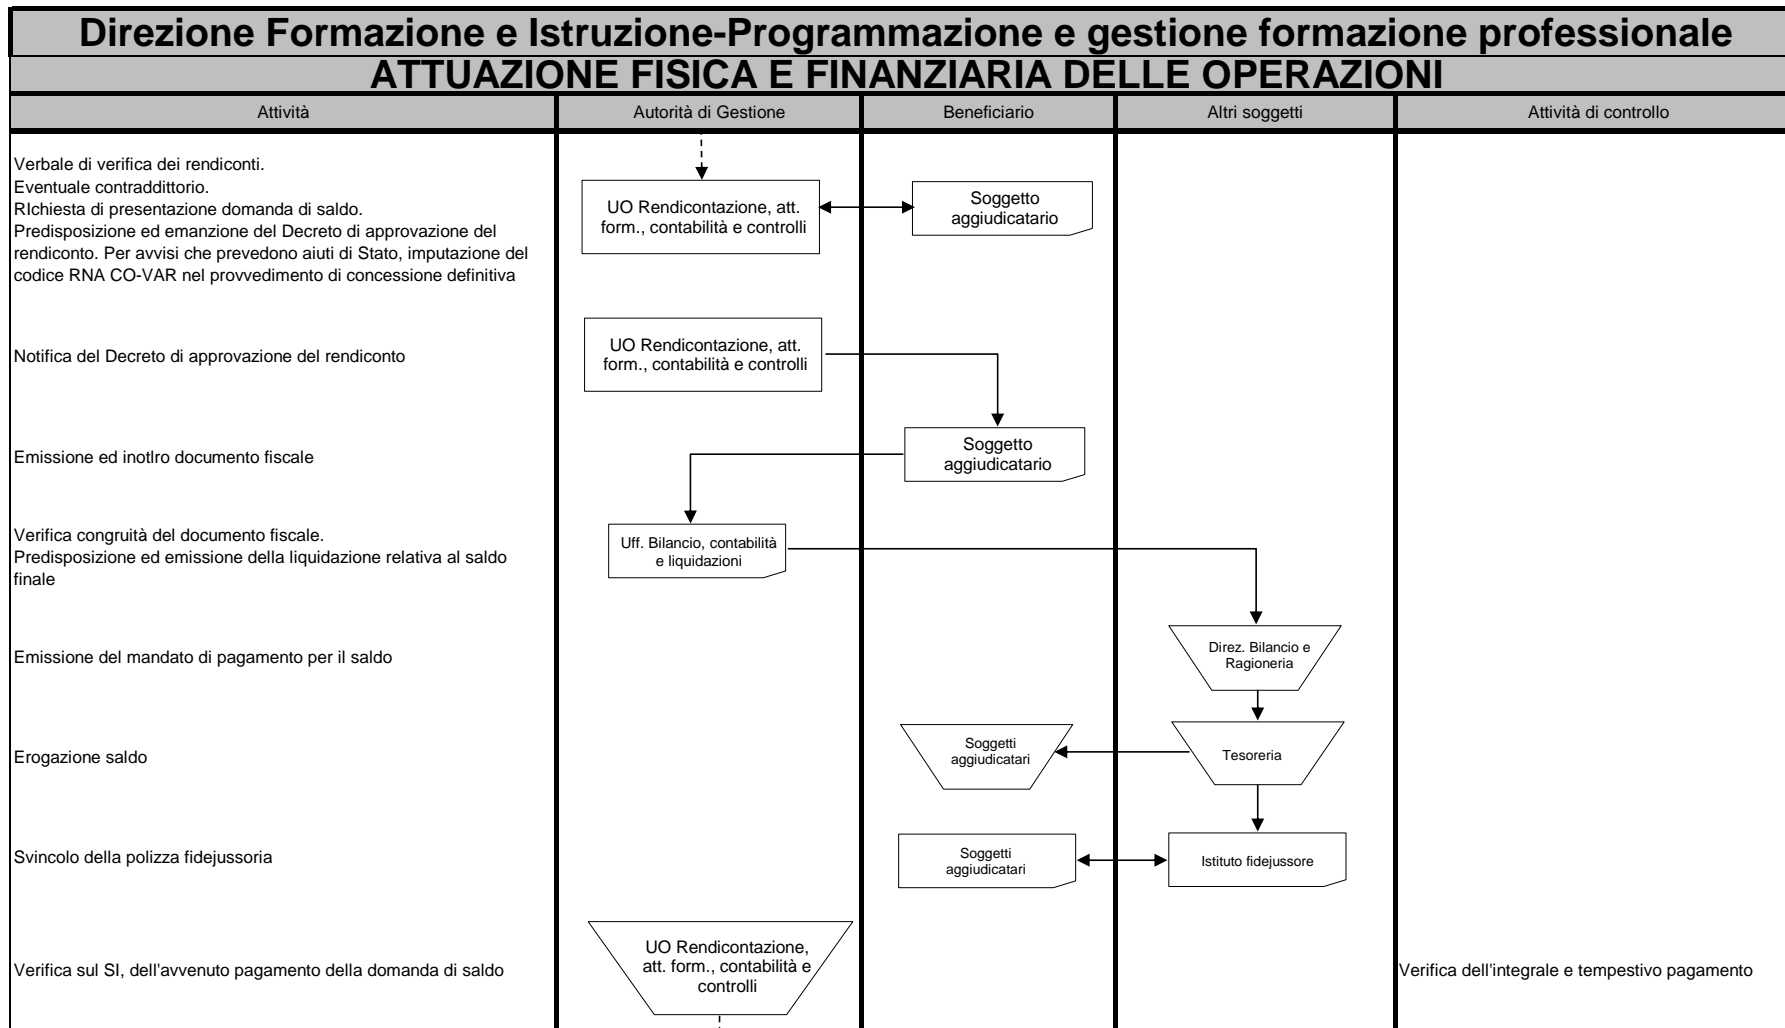 Direzione Formazione e Istruzione-Programmazione e gestione formazione professionale
ATTUAZIONE FISICA E FINANZIARIA DELLE OPERAZIONI
Attività
Autorità di Gestione
Beneficiario
Altri soggetti
Attività di controllo
Verbale di verifica dei rendiconti.
Eventuale contraddittorio.
RIchiesta di presentazione domanda di saldo.
Predisposizione ed emanzione del Decreto di approvazione del
rendiconto. Per avvisi che prevedono aiuti di Stato, imputazione del
codice RNA CO-VAR nel provvedimento di concessione definitiva
UO Rendicontazione, att.
form., contabilità e controlli
Soggetto
aggiudicatario
Notifica del Decreto di approvazione del rendiconto
UO Rendicontazione, att.
form., contabilità e controlli
Emissione ed inotlro documento fiscale
Soggetto
aggiudicatario
Verifica congruità del documento fiscale.
Predisposizione ed emissione della liquidazione relativa al saldo
finale
Uff. Bilancio, contabilità
e liquidazioni
Emissione del mandato di pagamento per il saldo
Direz. Bilancio e
Ragioneria
Erogazione saldo
Soggetti
aggiudicatari
Tesoreria
Svincolo della polizza fidejussoria
Soggetti
aggiudicatari
Istituto fidejussore
Verifica sul SI, dell'avvenuto pagamento della domanda di saldo
UO Rendicontazione,
att. form., contabilità e
controlli
Verifica dell'integrale e tempestivo pagamento